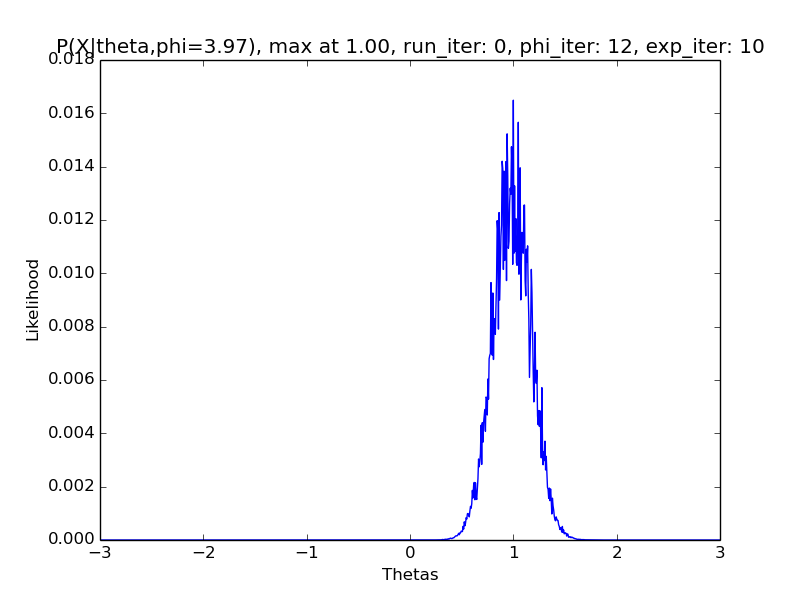 P(X|theta,phi=3.97), max at 1.00, run_iter: 0, phi_iter: 12, exp_iter: 10
0.018
0.016
0.014
0.012
0.010
0.008
0.006
0.004
0.002
0.000
Likelihood
−3 −2 −1 0 1 2 3
Thetas